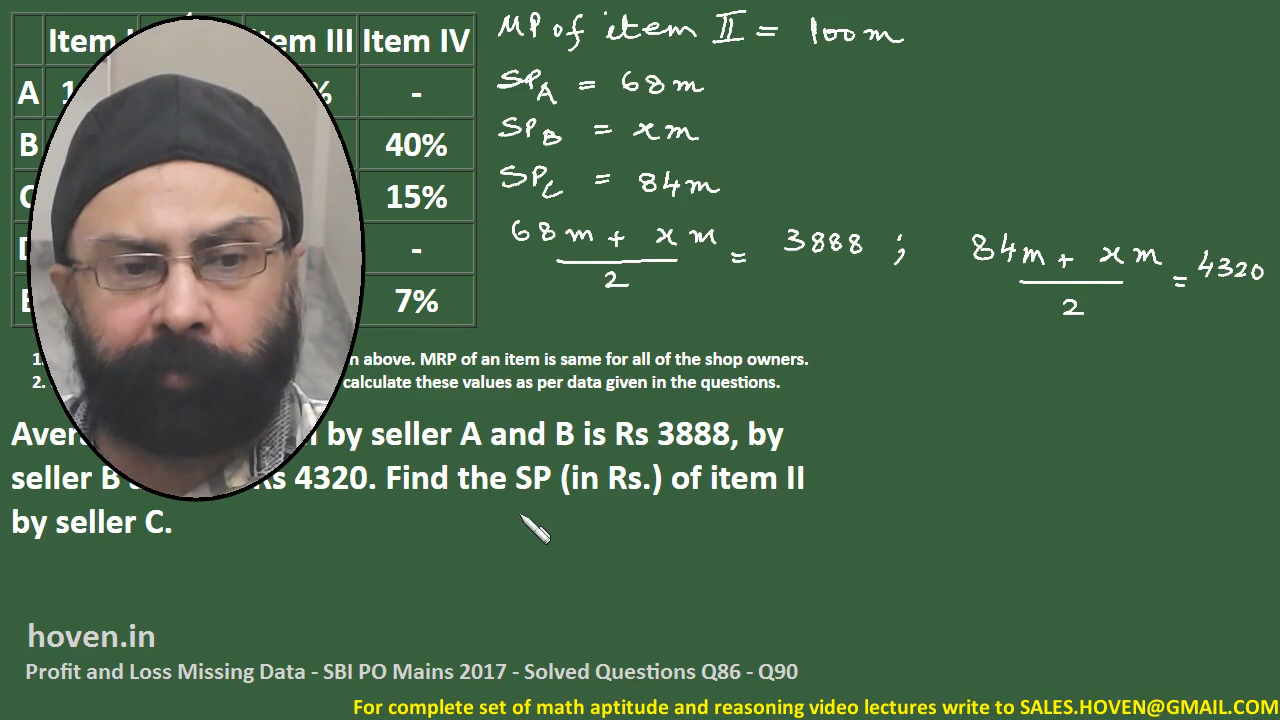 Item III Item IV
A 1 % -
B 40%
C 15%
-
E 7%
MP of item II = 100m
SP_A = 68m
SP_B = xm
SP_C = 84m
68m + xm / 2 = 3888 ; 84m + xm / 2 = 4320
1. n above. MRP of an item is same for all of the shop owners.
2. calculate these values as per data given in the questions.
by seller A and B is Rs 3888, by
seller B Rs 4320. Find the SP (in Rs.) of item II
by seller C.
hoven.in
Profit and Loss Missing Data - SBI PO Mains 2017 - Solved Questions Q86 - Q90
For complete set of math aptitude and reasoning video lectures write to SALES.HOVEN@GMAIL.COM